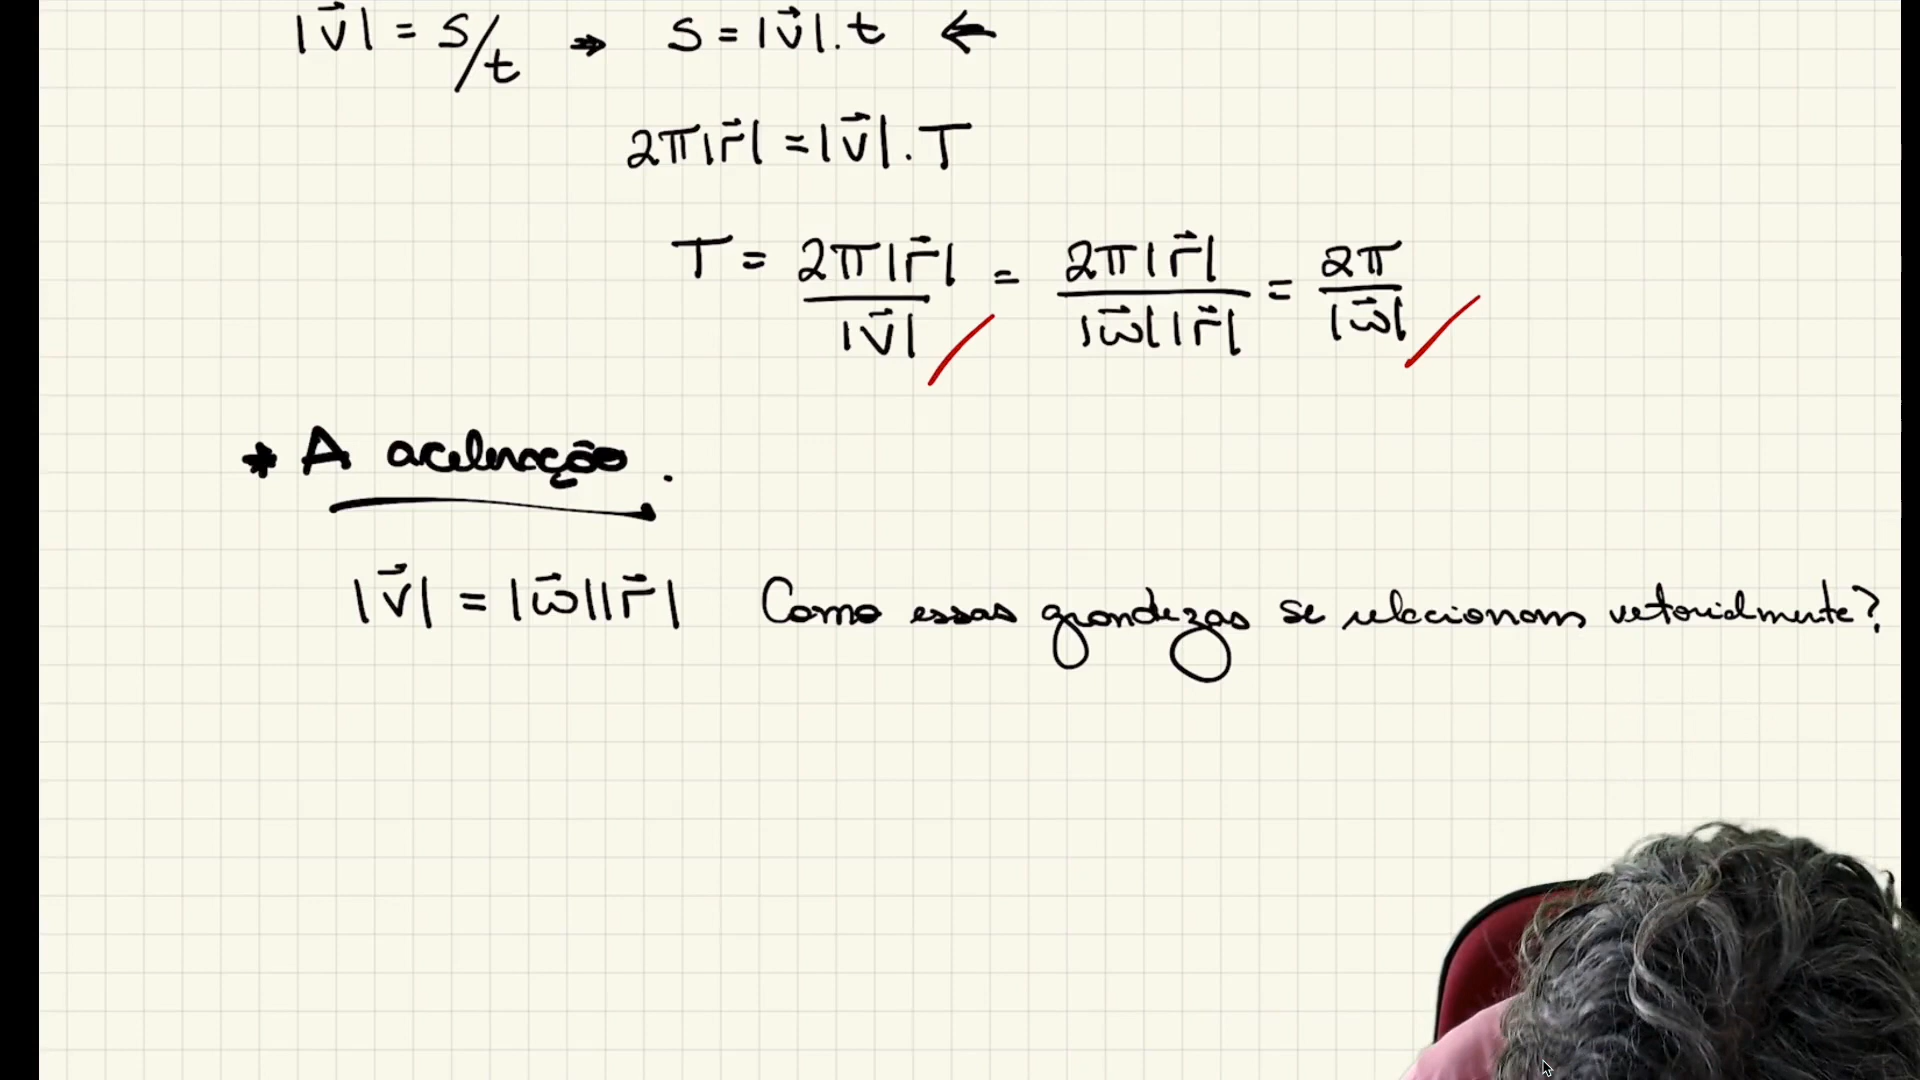 |v⃗| = s/t ⇒ s = |v⃗|.t ←
2π|r⃗| = |v⃗|.T
T = 2π|r⃗|/|v⃗| = 2π|r⃗|/|ω⃗||r⃗| = 2π/|ω⃗|
* A aceleração.
|v⃗| = |ω⃗||r⃗| Como essas grandezas se relacionam vetorialmente?